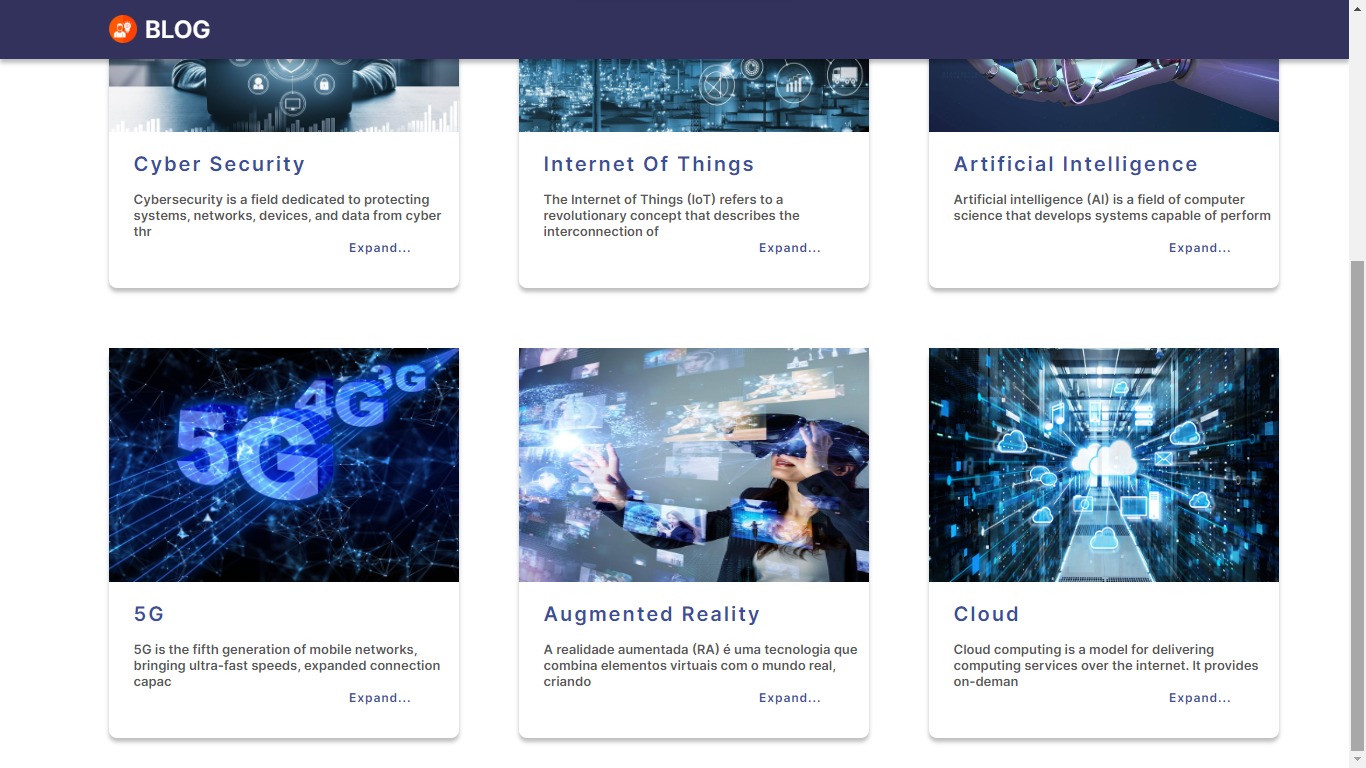 BLOG
Cyber Security
Cybersecurity is a field dedicated to protecting
systems, networks, devices, and data from cyber
thr
Expand...
Internet Of Things
The Internet of Things (IoT) refers to a
revolutionary concept that describes the
interconnection of
Expand...
Artificial Intelligence
Artificial intelligence (AI) is a field of computer
science that develops systems capable of perform
Expand...
5G
4G
3G
5G
5G is the fifth generation of mobile networks,
bringing ultra-fast speeds, expanded connection
capac
Expand...
Augmented Reality
A realidade aumentada (RA) é uma tecnologia que
combina elementos virtuais com o mundo real,
criando
Expand...
Cloud
Cloud computing is a model for delivering
computing services over the internet. It provides
on-deman
Expand...